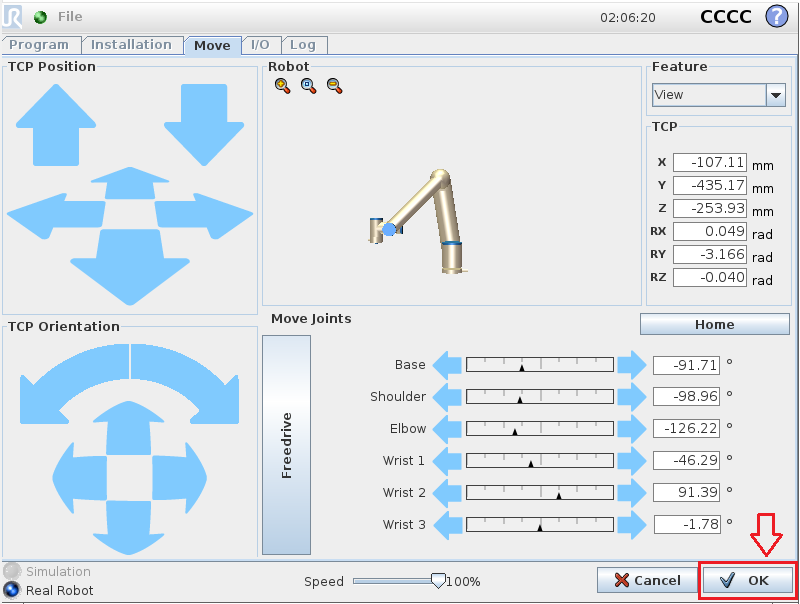 File 02:06:20 CCCC ?
Program Installation Move I/O Log
TCP Position
Robot
Feature
View
TCP
X -107.11 mm
Y -435.17 mm
Z -253.93 mm
RX 0.049 rad
RY -3.166 rad
RZ -0.040 rad
TCP Orientation
Move Joints
Home
Freedrive
Base -91.71 °
Shoulder -98.96 °
Elbow -126.22 °
Wrist 1 -46.29 °
Wrist 2 91.39 °
Wrist 3 -1.78 °
Simulation
Real Robot
Speed 100%
Cancel
OK